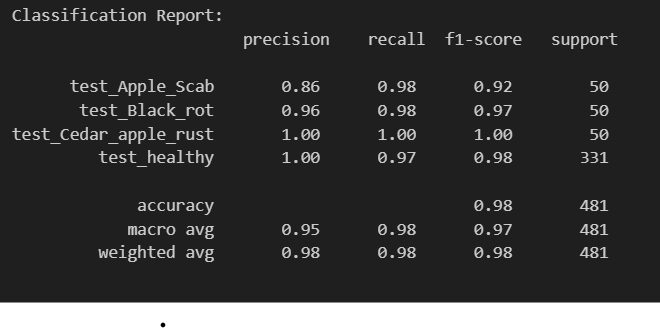 Classification Report:
precision recall f1-score support
test_Apple_Scab 0.86 0.98 0.92 50
test_Black_rot 0.96 0.98 0.97 50
test_Cedar_apple_rust 1.00 1.00 1.00 50
test_healthy 1.00 0.97 0.98 331
accuracy 0.98 481
macro avg 0.95 0.98 0.97 481
weighted avg 0.98 0.98 0.98 481